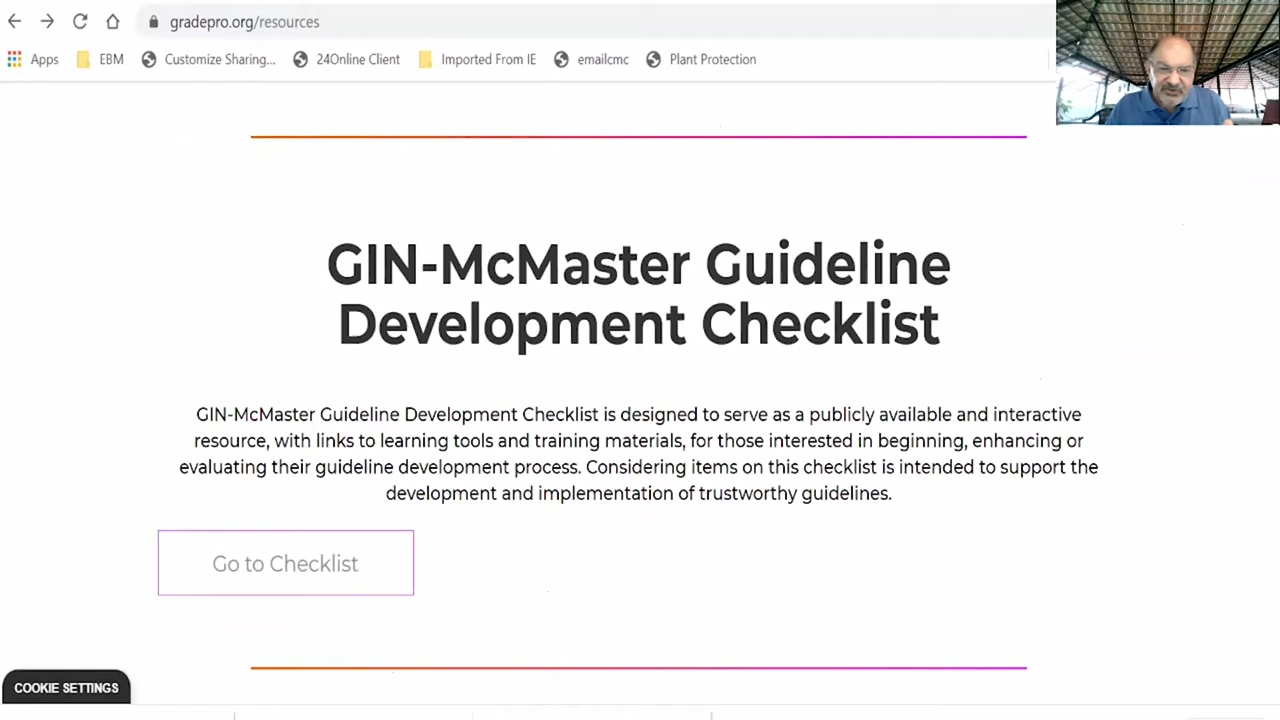 gradepro.org/resources
Apps EBM Customize Sharing... 24Online Client Imported From IE emailcmc Plant Protection
GIN-McMaster Guideline
Development Checklist
GIN-McMaster Guideline Development Checklist is designed to serve as a publicly available and interactive
resource, with links to learning tools and training materials, for those interested in beginning, enhancing or
evaluating their guideline development process. Considering items on this checklist is intended to support the
development and implementation of trustworthy guidelines.
Go to Checklist
COOKIE SETTINGS